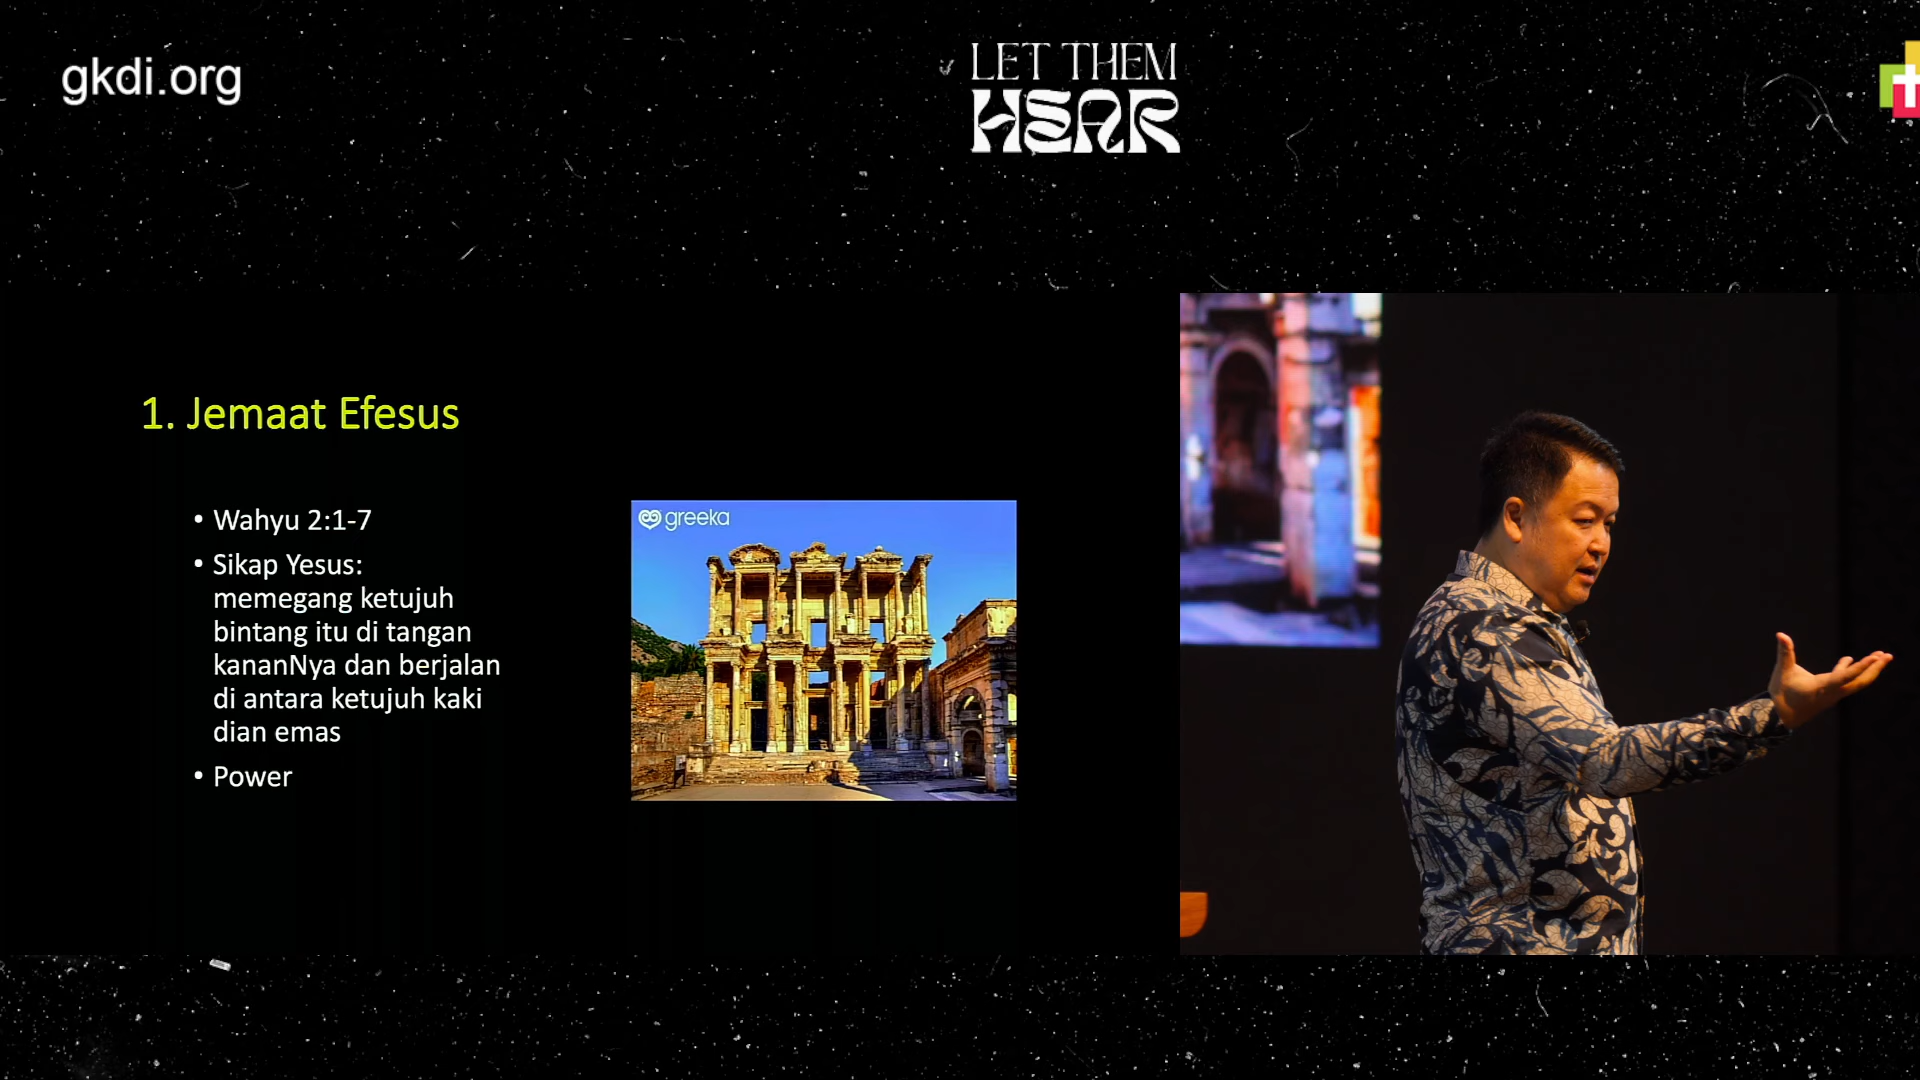 gkdi.org
LET THEM
HEAR
1. Jemaat Efesus
• Wahyu 2:1-7
• Sikap Yesus:
memegang ketujuh
bintang itu di tangan
kananNya dan berjalan
di antara ketujuh kaki
dian emas
• Power
greeka